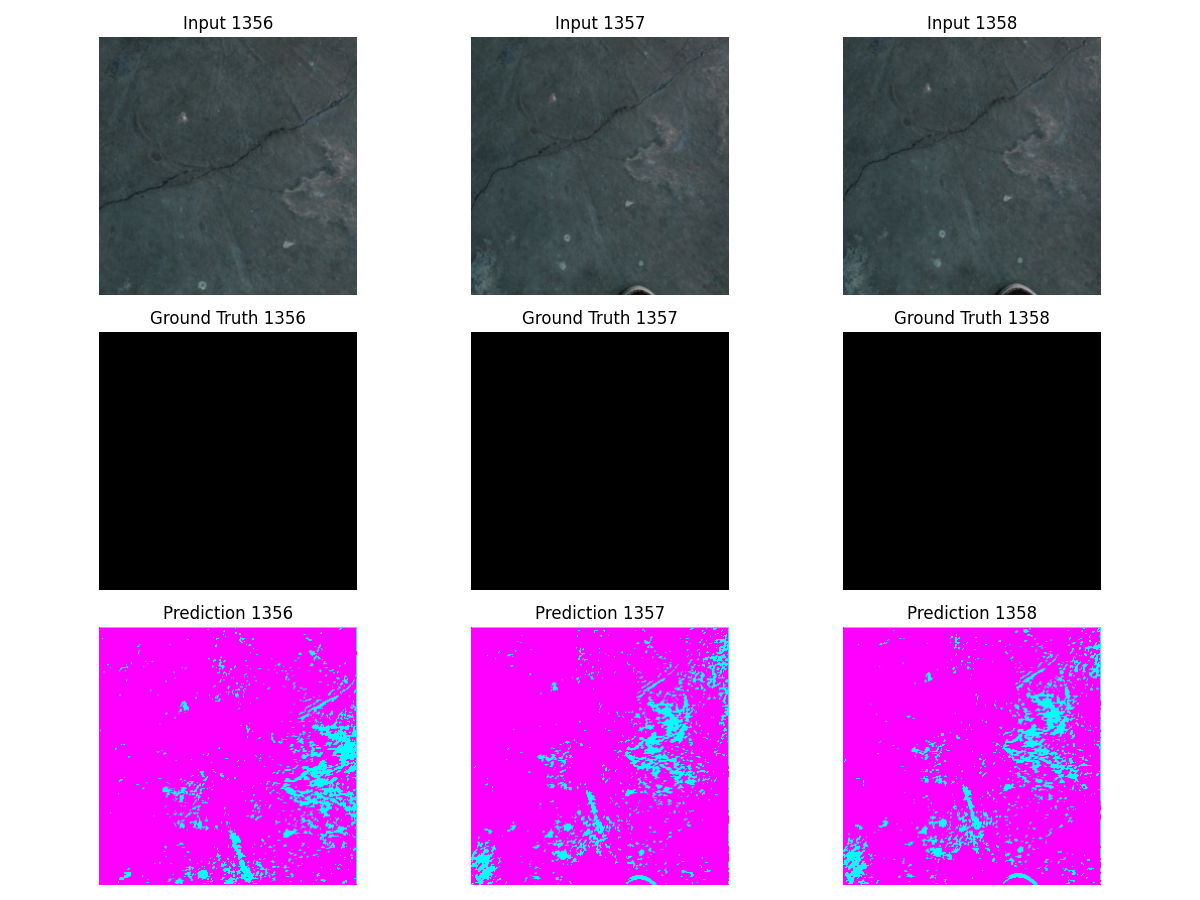 Input 1356
Input 1357
Input 1358
Ground Truth 1356
Ground Truth 1357
Ground Truth 1358
Prediction 1356
Prediction 1357
Prediction 1358